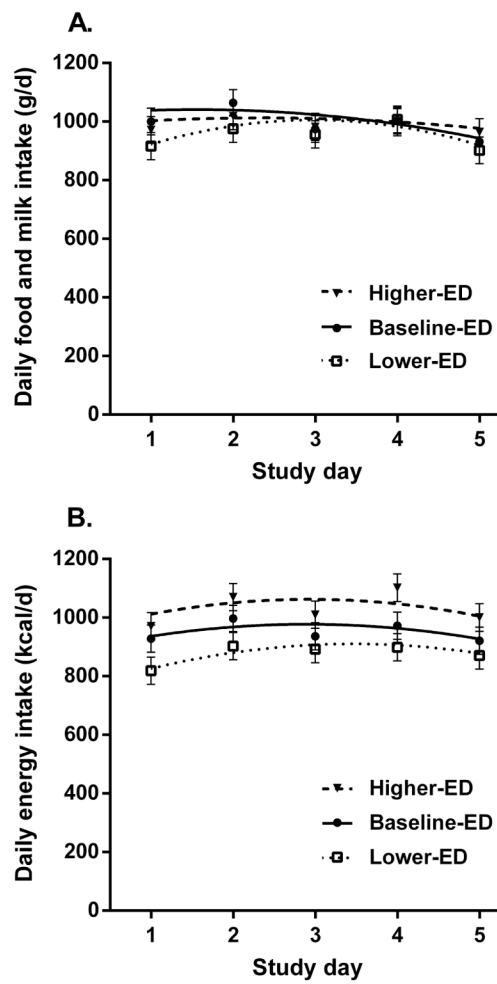 A.
Daily food and milk intake (g/d)
1200
1000
800
600
400
200
0
Higher-ED
Baseline-ED
Lower-ED
1 2 3 4 5
Study day
B.
Daily energy intake (kcal/d)
1200
1000
800
600
400
200
0
Higher-ED
Baseline-ED
Lower-ED
1 2 3 4 5
Study day